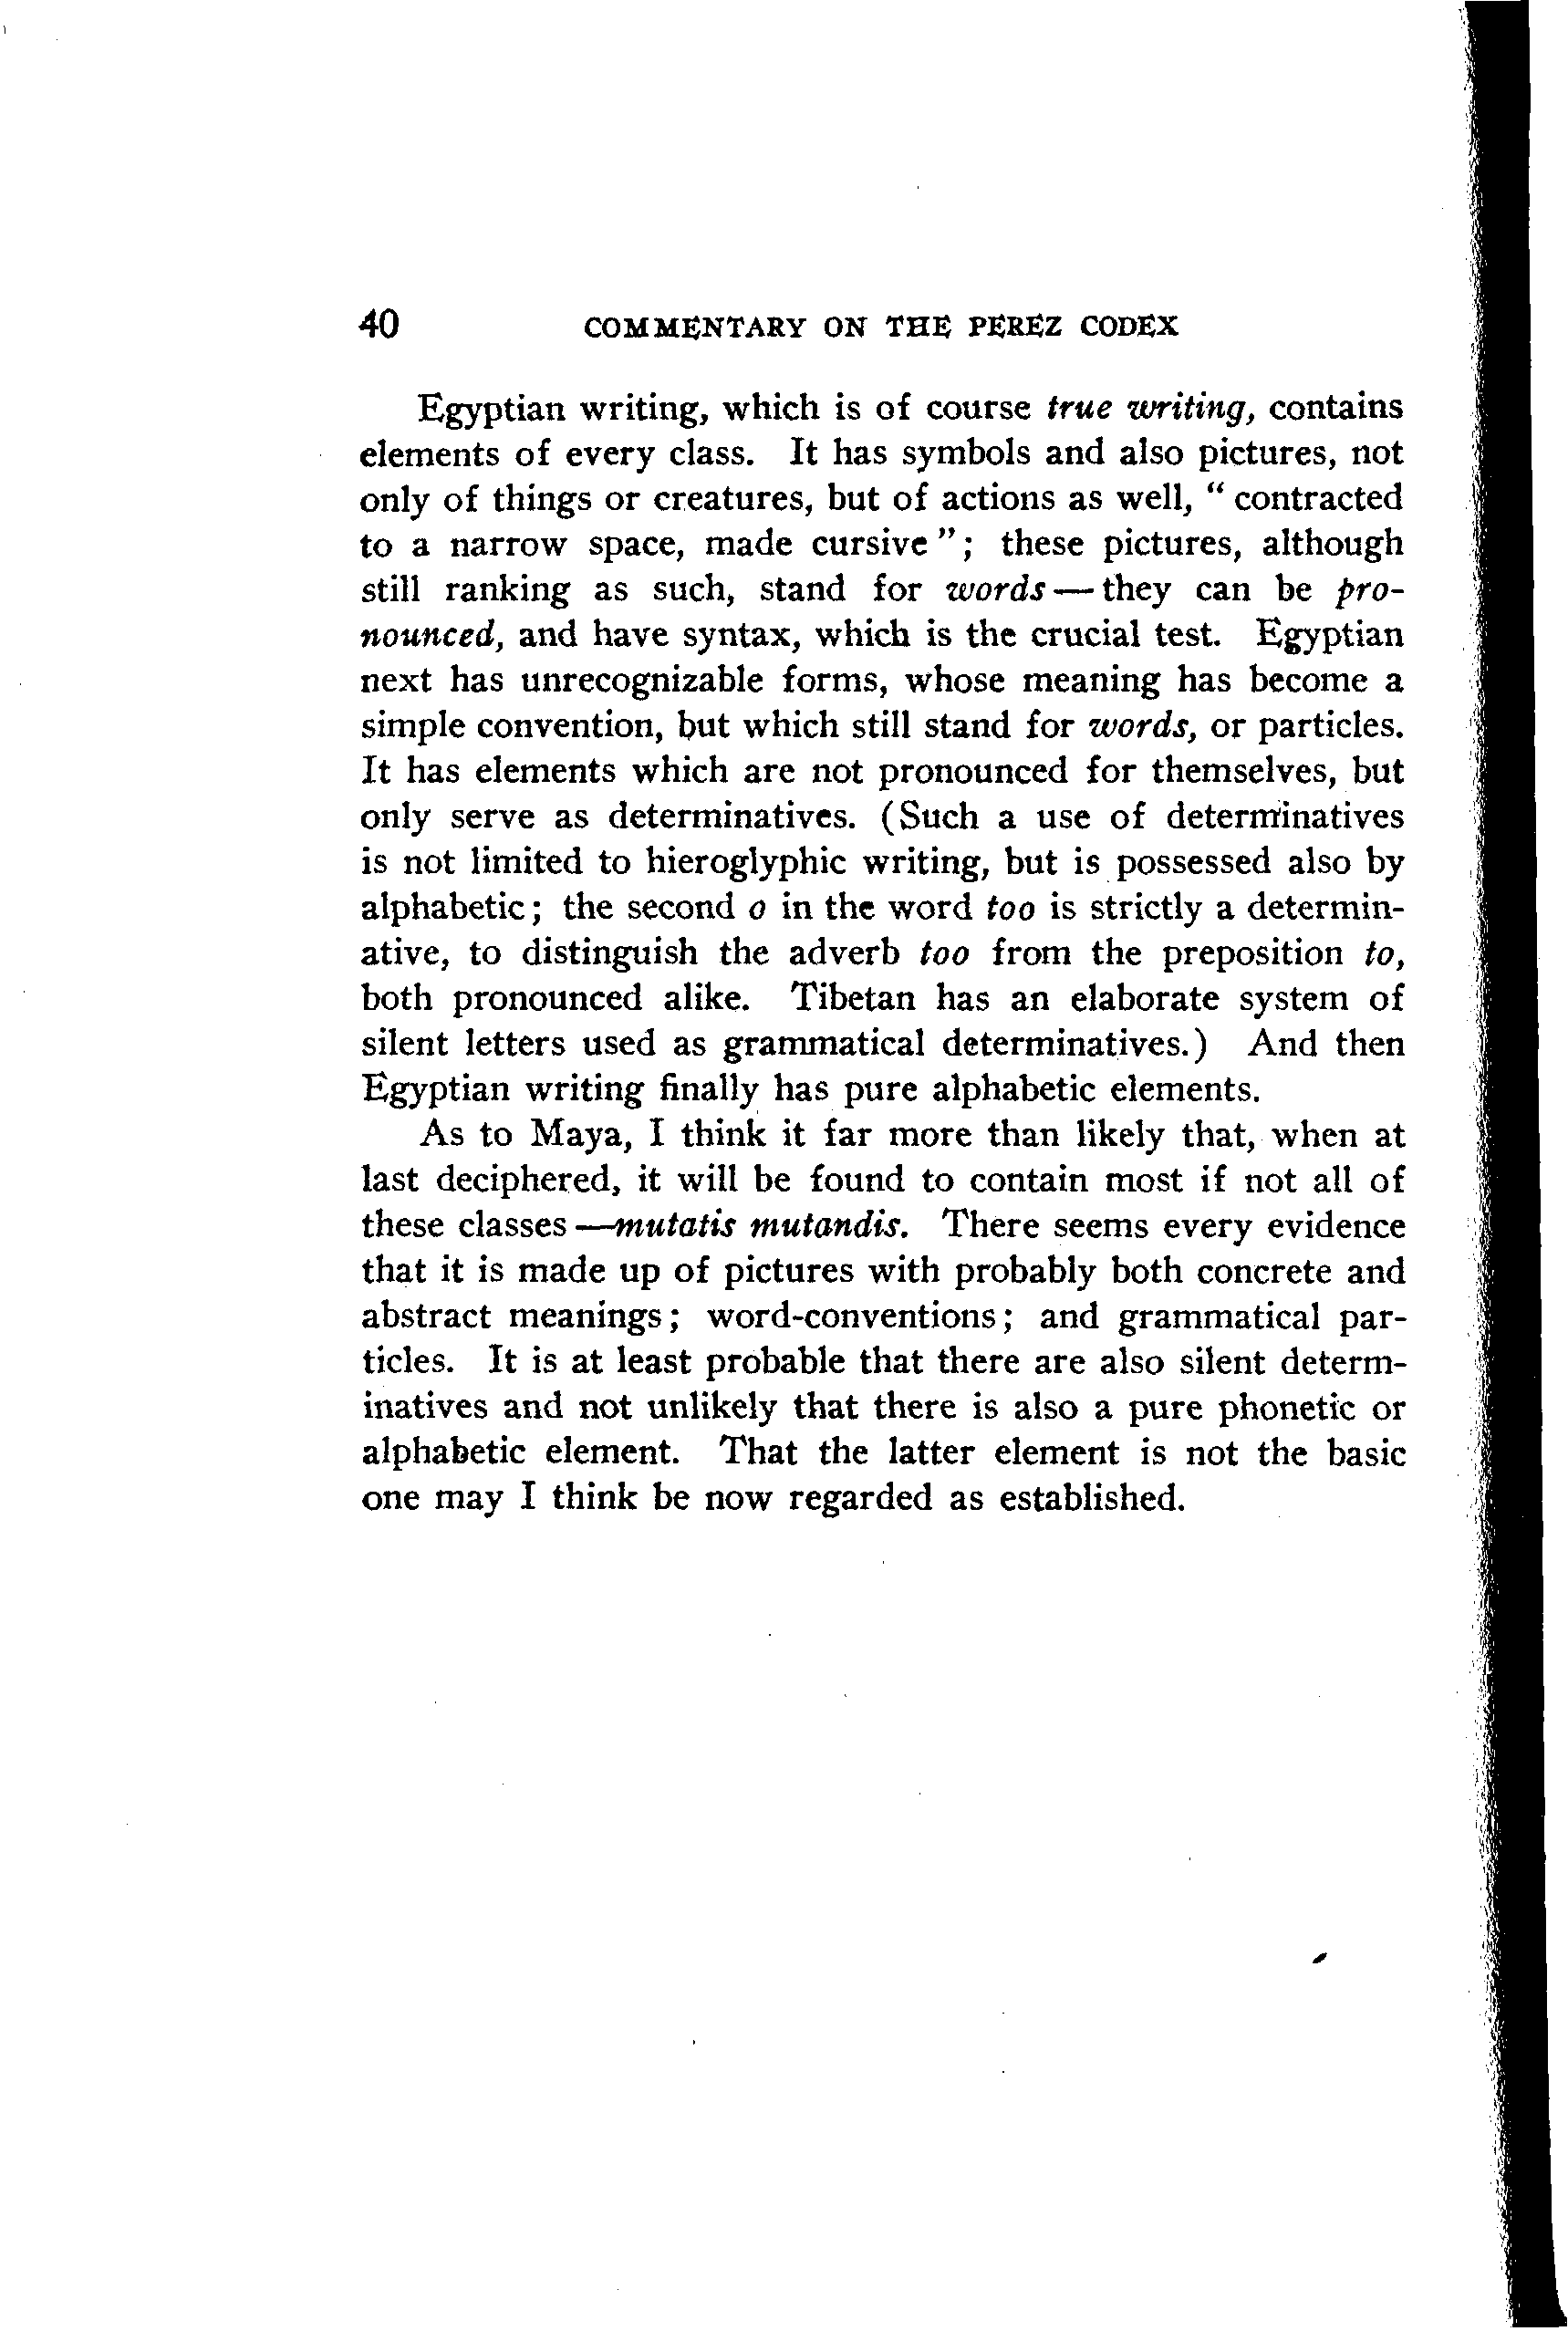 40 COMMENTARY ON THE PEREZ CODEX
Egyptian writing, which is of course true writing, contains
elements of every class. It has symbols and also pictures, not
only of things or creatures, but of actions as well, “ contracted
to a narrow space, made cursive ”; these pictures, although
still ranking as such, stand for words — they can be pro-
nounced, and have syntax, which is the crucial test. Egyptian
next has unrecognizable forms, whose meaning has become a
simple convention, but which still stand for words, or particles.
It has elements which are not pronounced for themselves, but
only serve as determinatives. (Such a use of determinatives
is not limited to hieroglyphic writing, but is possessed also by
alphabetic; the second o in the word too is strictly a determin-
ative, to distinguish the adverb too from the preposition to,
both pronounced alike. Tibetan has an elaborate system of
silent letters used as grammatical determinatives.) And then
Egyptian writing finally has pure alphabetic elements.
As to Maya, I think it far more than likely that, when at
last deciphered, it will be found to contain most if not all of
these classes —mutatis mutandis. There seems every evidence
that it is made up of pictures with probably both concrete and
abstract meanings; word-conventions; and grammatical par-
ticles. It is at least probable that there are also silent determ-
inatives and not unlikely that there is also a pure phonetic or
alphabetic element. That the latter element is not the basic
one may I think be now regarded as established.